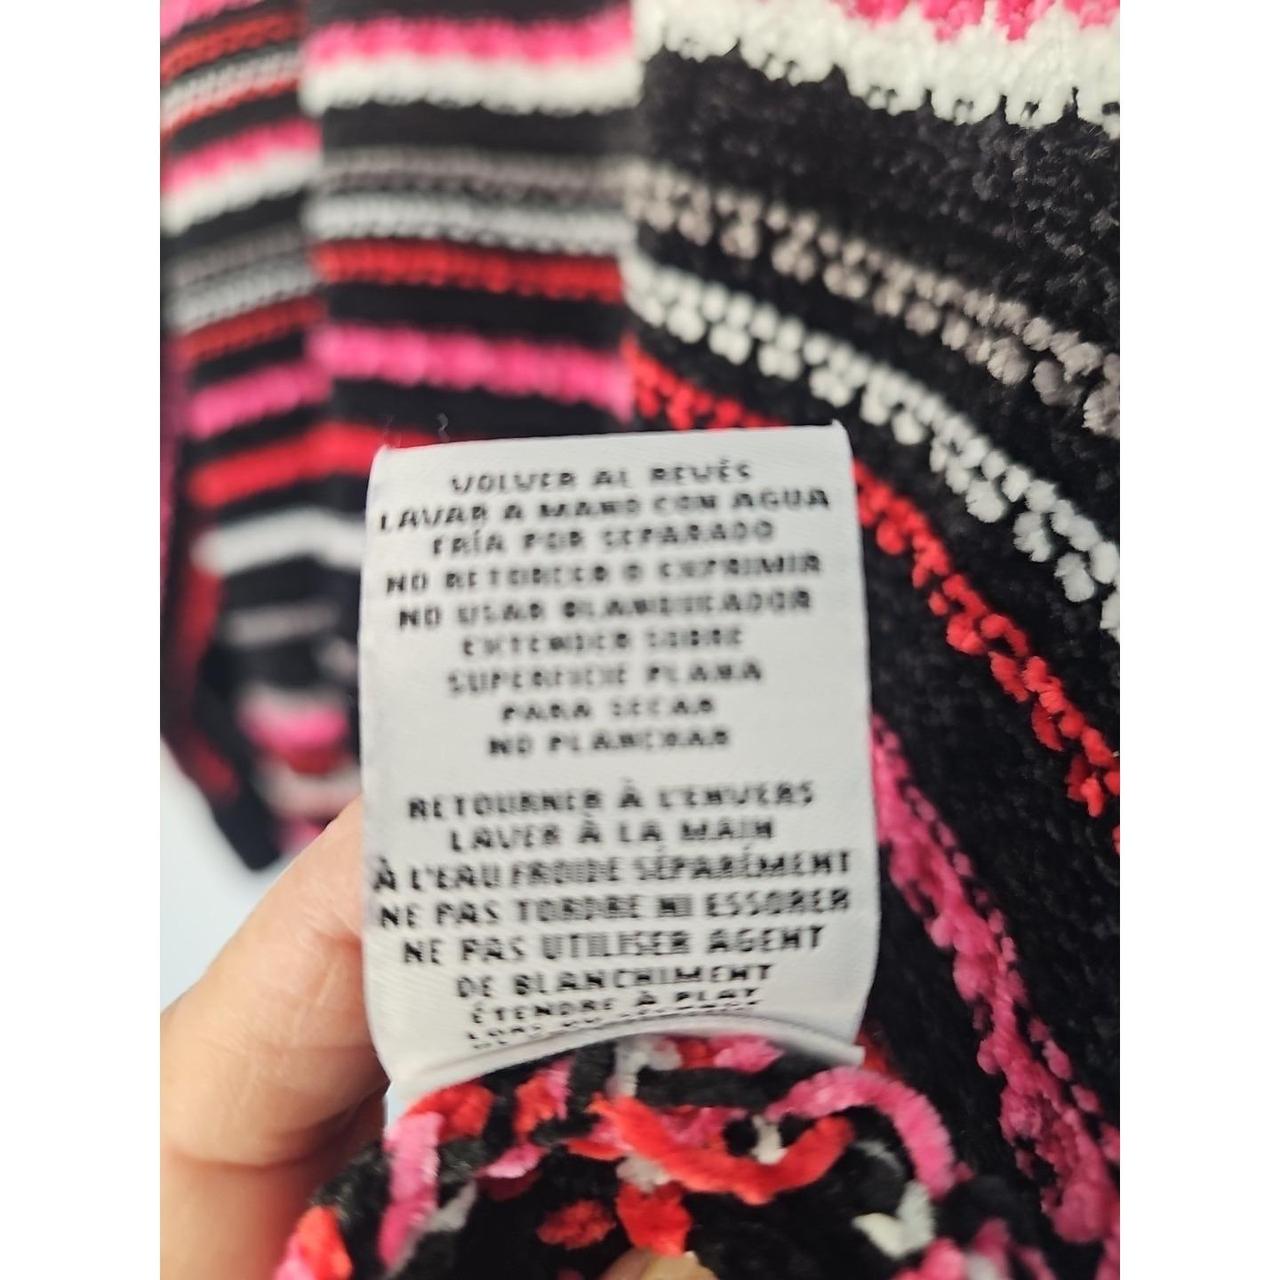 VOLVER AL REVÉS
LAVAR A MANO CON AGUA
FRÍA POR SEPARADO
NO RETORCER O EXPRIMIR
NO USAR BLANQUEADOR
EXTENDER SOBRE
SUPERFICIE PLANA
PARA SECAR
NO PLANCHAR
RETOURNER À L'ENVERS
LAVER À LA MAIN
À L'EAU FROIDE SÉPARÉMENT
NE PAS TORDRE NI ESSORER
NE PAS UTILISER AGENT
DE BLANCHIMENT
ÉTENDRE À PLAT